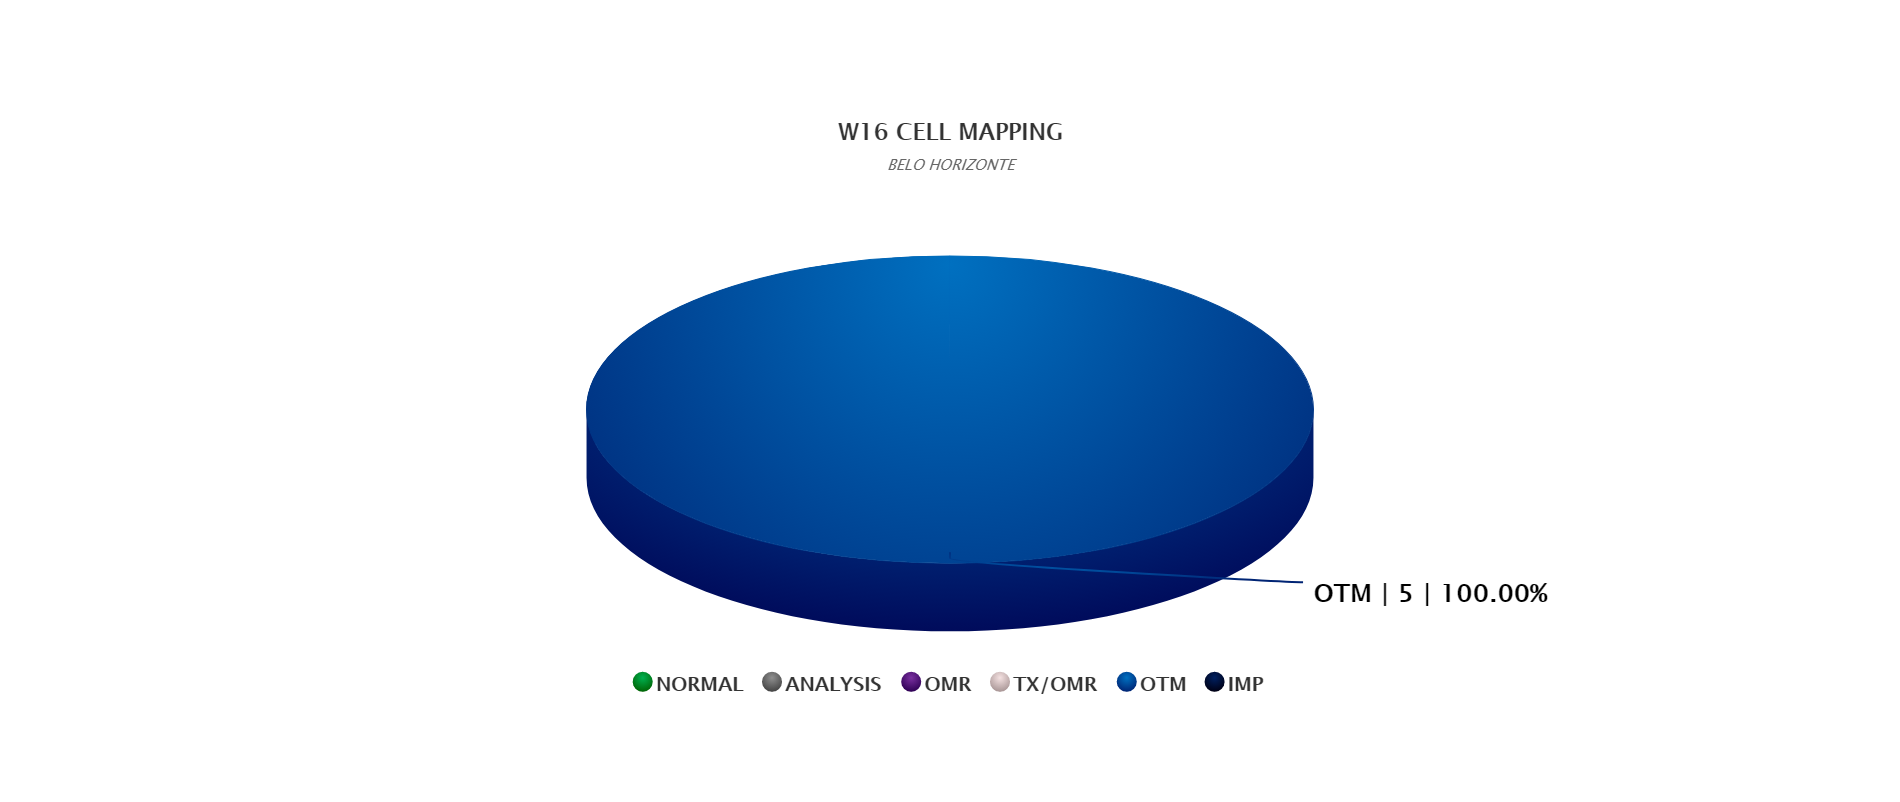 W16 CELL MAPPING
BELO HORIZONTE
OTM | 5 | 100.00%
NORMAL ANALYSIS OMR TX/OMR OTM IMP